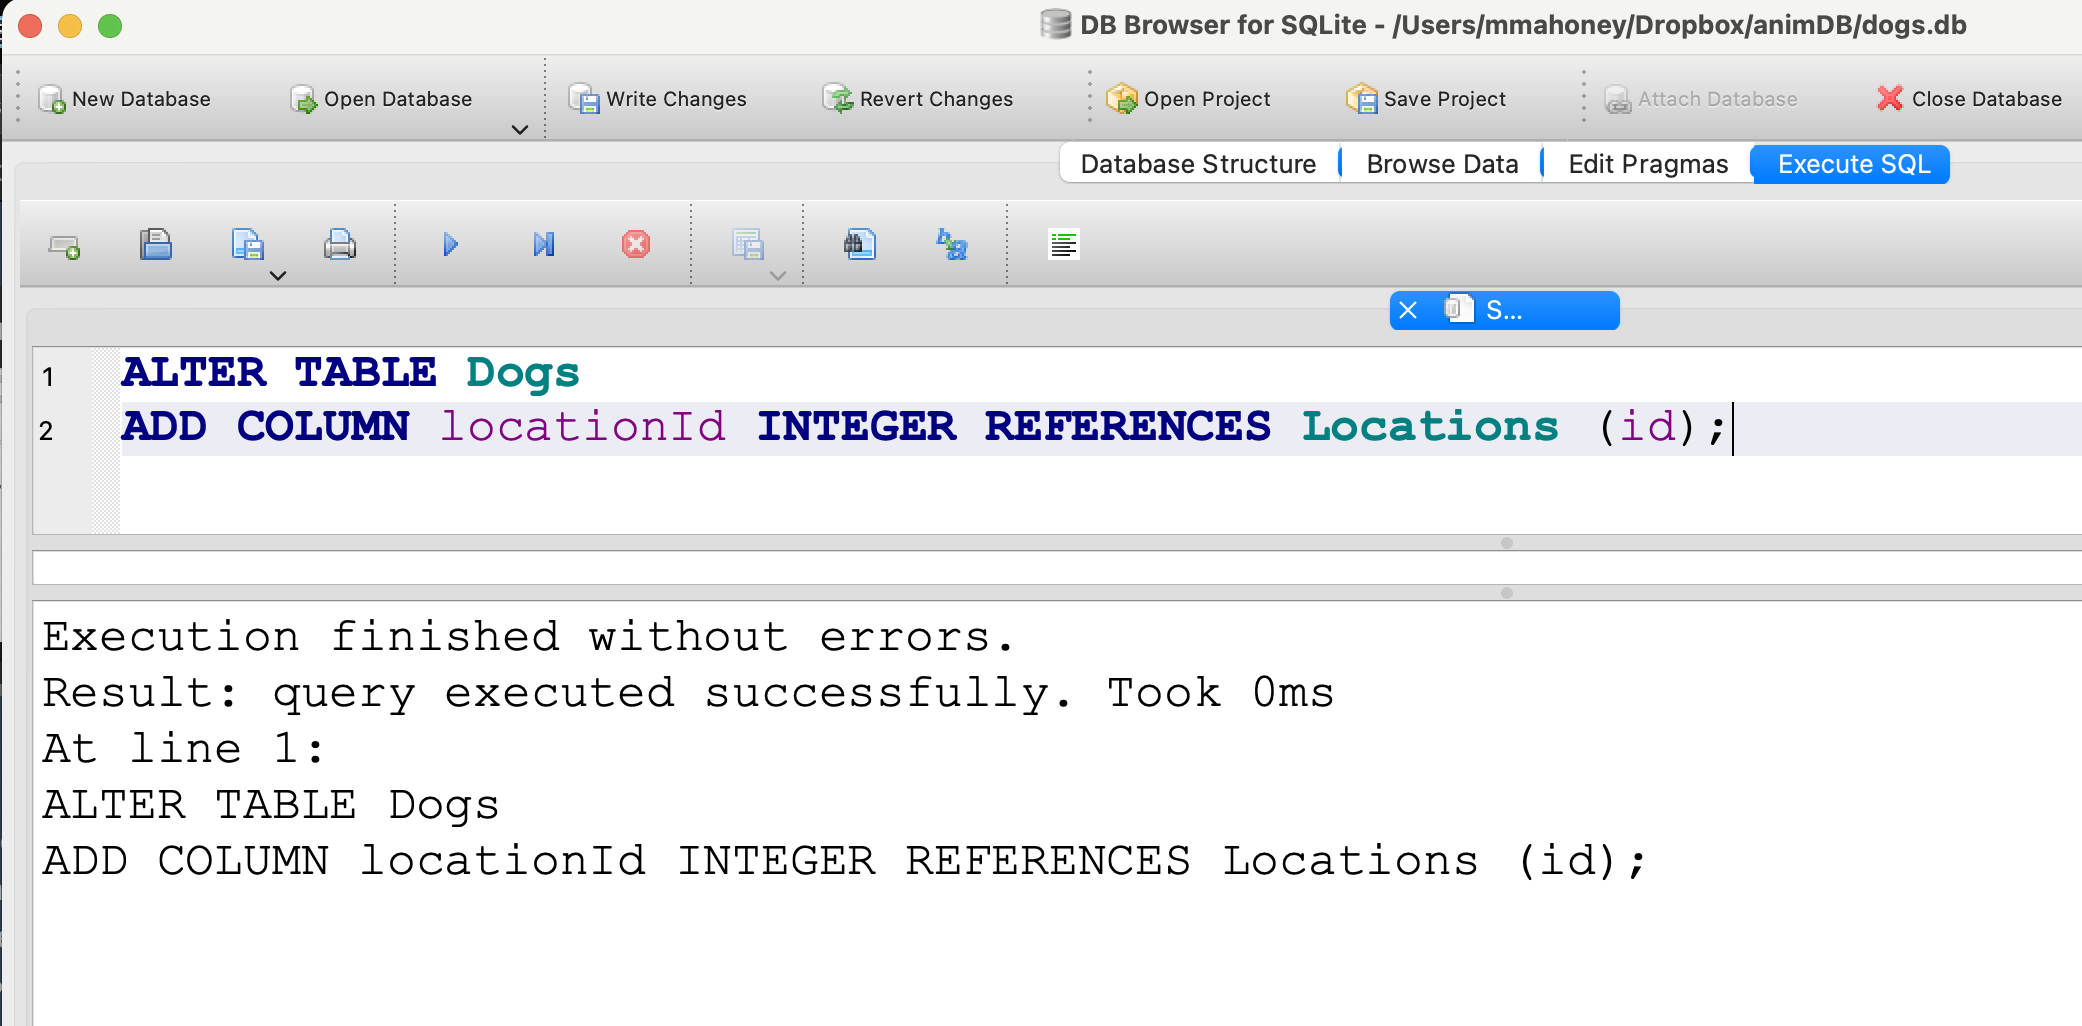 DB Browser for SQLite - /Users/mmahoney/Dropbox/animDB/dogs.db
New Database Open Database Write Changes Revert Changes Open Project Save Project Attach Database Close Database
Database Structure Browse Data Edit Pragmas Execute SQL
S...
1 ALTER TABLE Dogs
2 ADD COLUMN locationId INTEGER REFERENCES Locations (id);
Execution finished without errors.
Result: query executed successfully. Took 0ms
At line 1:
ALTER TABLE Dogs
ADD COLUMN locationId INTEGER REFERENCES Locations (id);